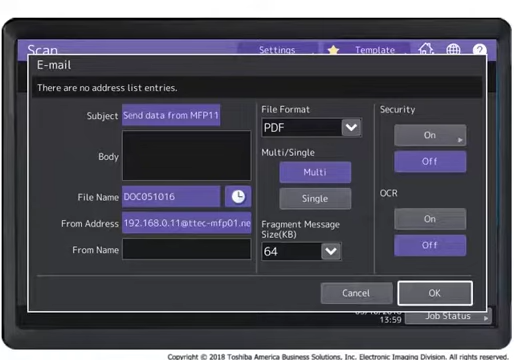 Scan
Settings
Template
?
E-mail
There are no address list entries.
Subject
Send data from MFP11
Body
File Name
DOC051016
From Address
192.168.0.11@ttec-mfp01.ne
From Name
File Format
PDF
Multi/Single
Multi
Single
Fragment Message
Size(KB)
64
Security
On
Off
OCR
On
Off
Cancel
OK
13:59
Job Status
Copyright © 2018 Toshiba America Business Solutions, Inc. Electronic Imaging Division. All rights reserved.